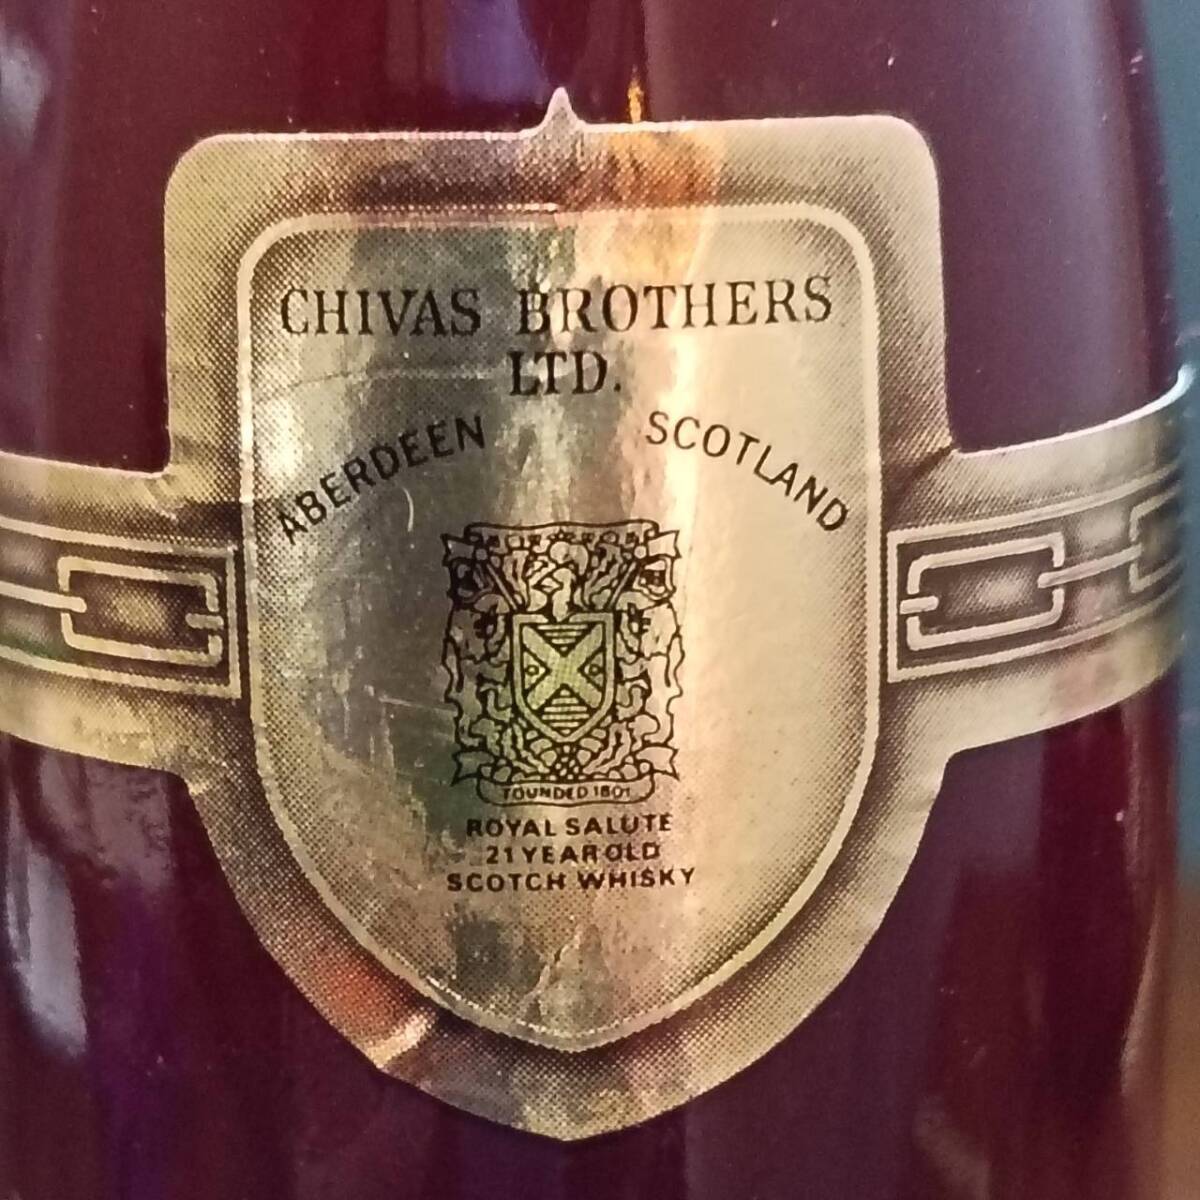 CHIVAS BROTHERS
LTD.
ABERDEEN SCOTLAND
FOUNDED 1801
ROYAL SALUTE
21 YEAR OLD
SCOTCH WHISKY